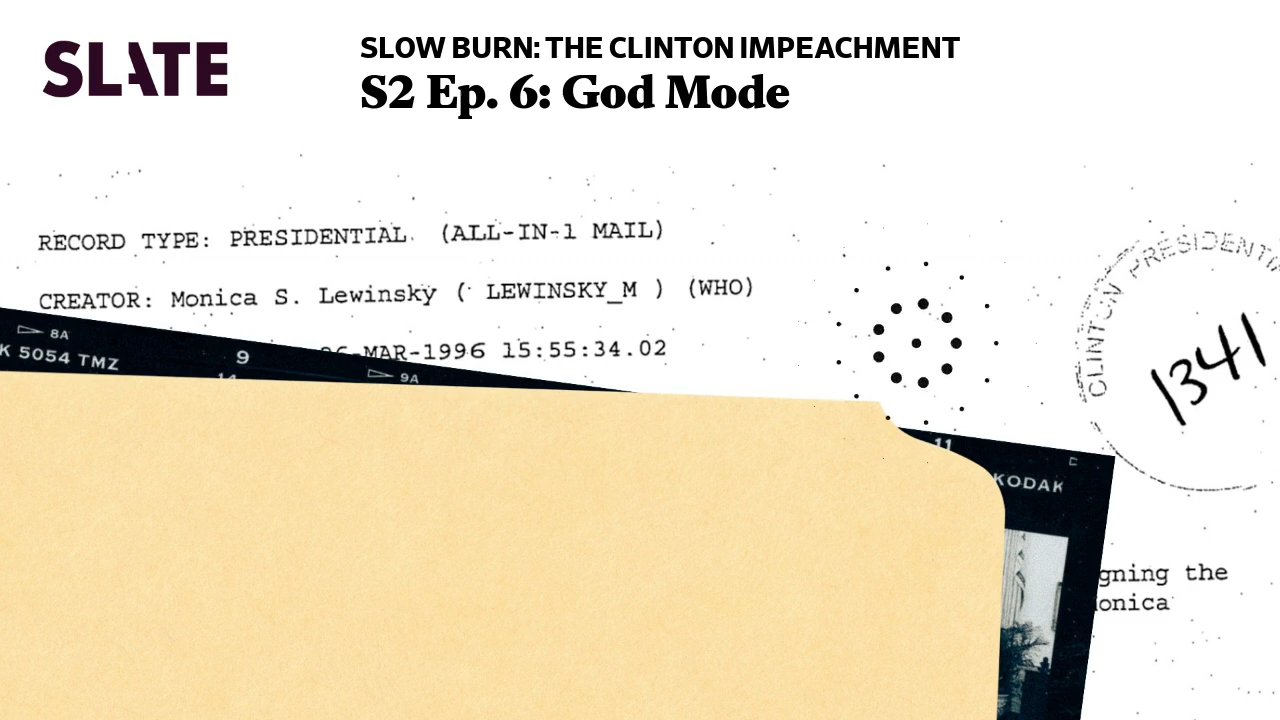 SLATE
SLOW BURN: THE CLINTON IMPEACHMENT
S2 Ep. 6: God Mode
RECORD TYPE: PRESIDENTIAL (ALL-IN-1 MAIL)
CREATOR: Monica S. Lewinsky ( LEWINSKY_M ) (WHO)
-MAR-1996 15:55:34.02
CLINTON PRESIDENTI
1341
8A
K 5054 TMZ
9
9A
11
KODAK
gning the
onica